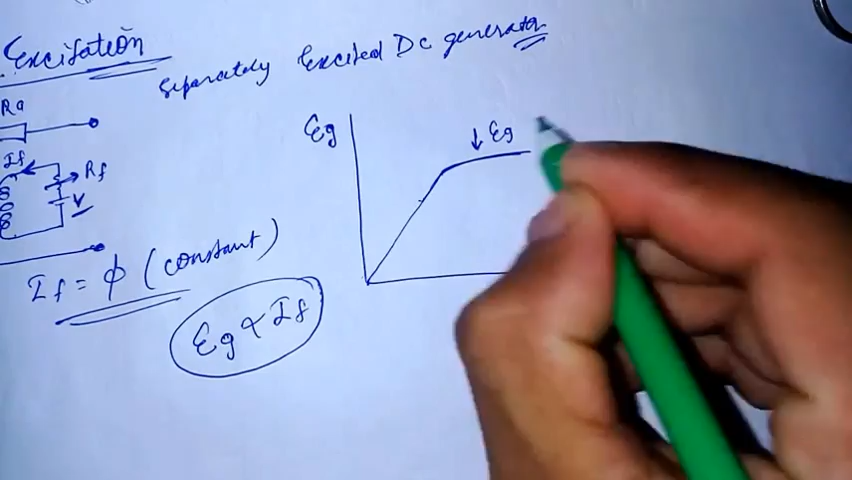 Excitation
Separately Excited Dc generator
Ra
Eg
↓ Eg
If
Rf
V
If = φ (constant)
Eg ∝ If